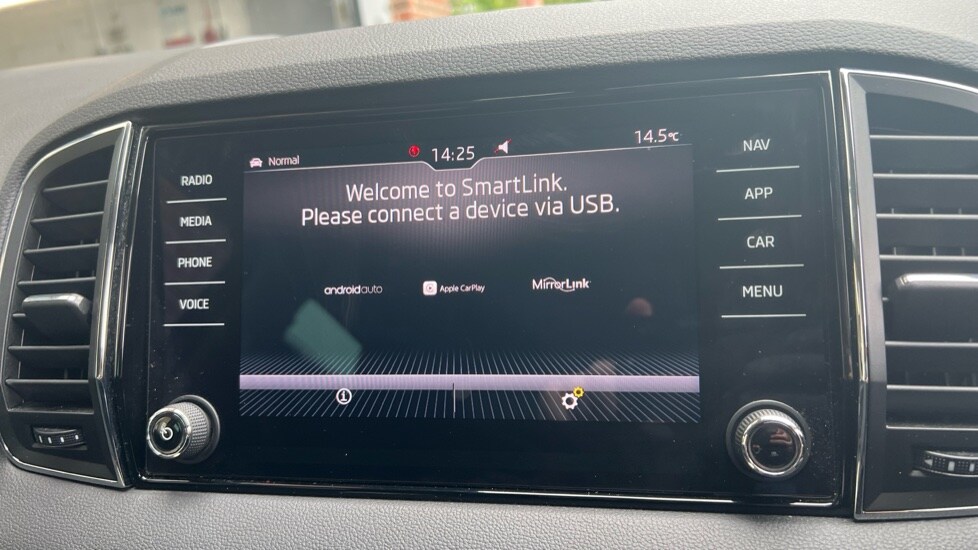 Normal
14:25
14.5°C
Welcome to SmartLink.
Please connect a device via USB.
androidauto
Apple CarPlay
MirrorLink
RADIO
MEDIA
PHONE
VOICE
NAV
APP
CAR
MENU